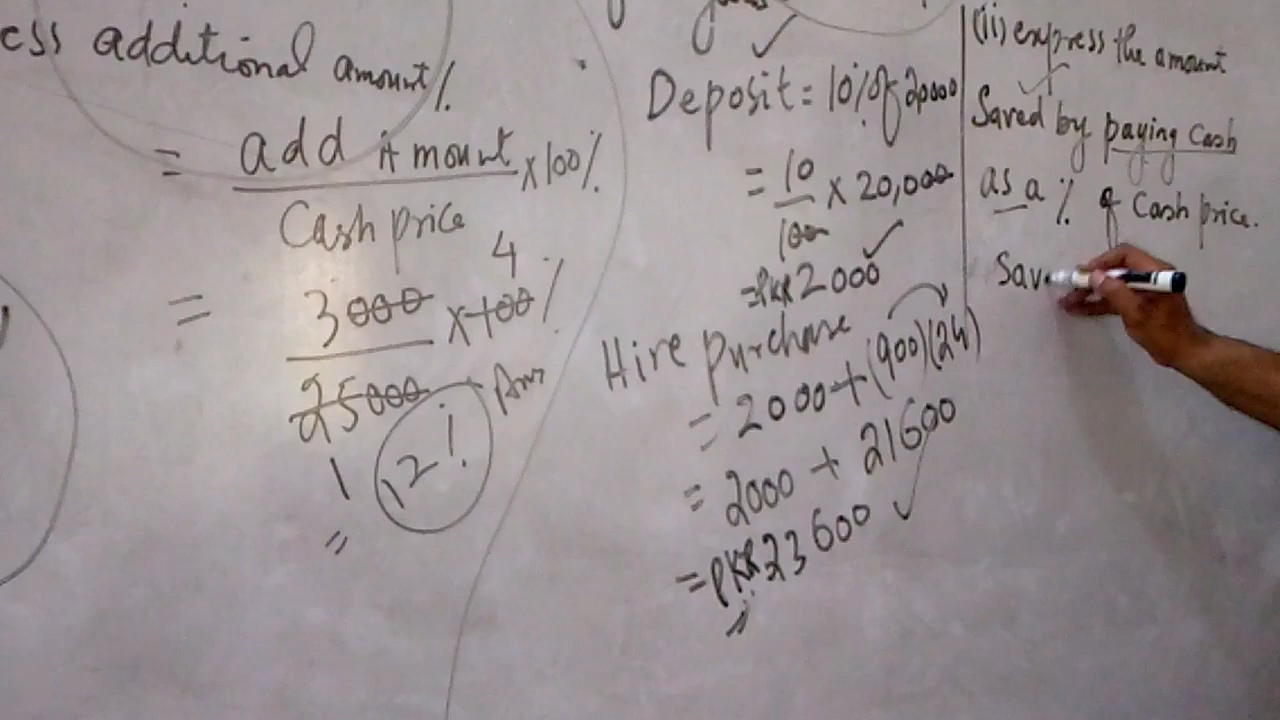 ess additional amount %
= add Amount × 100 %
Cash price
4
= 3000 × 100 %
25000
Ans
1
12 %
Deposit = 10% of 20000
= 10 × 20,000
100
= PKR 2000
Hire purchase
= 2000 + (900)(24)
= 2000 + 21600
= PKR 23600
(ii) express the amount
Saved by paying cash
as a % of Cash price.
Sav